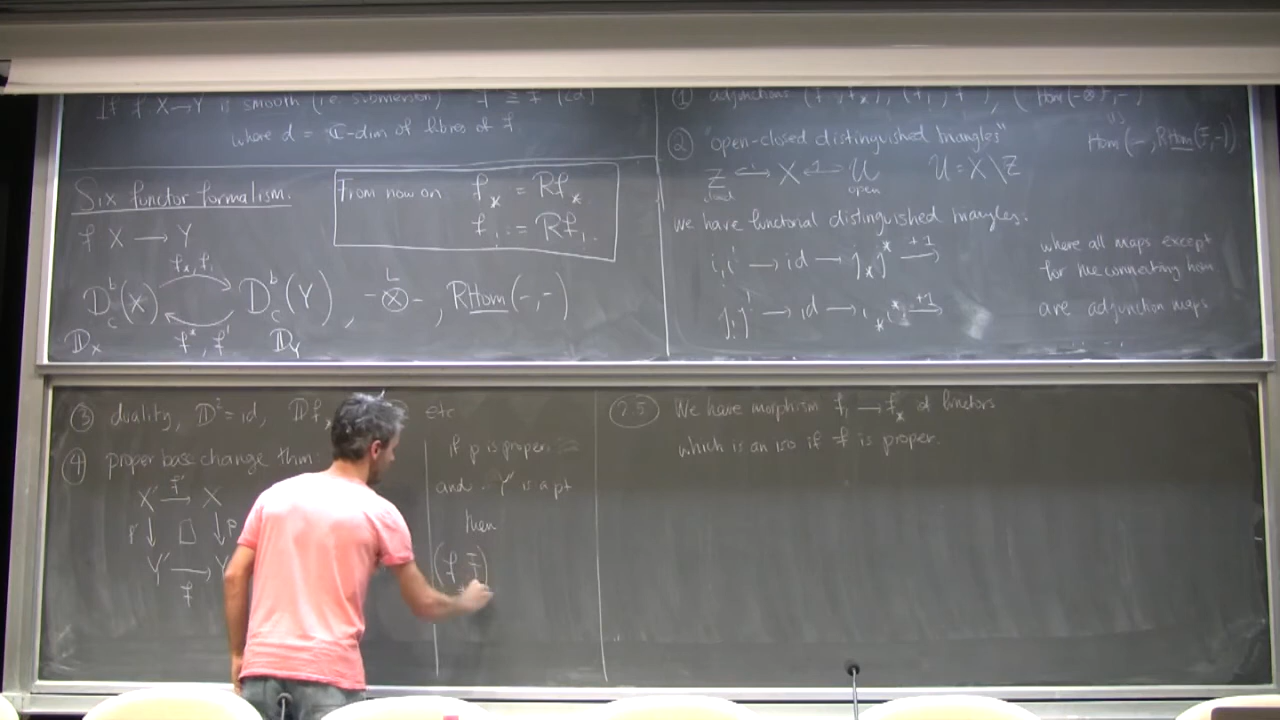 If f X → Y is smooth (i.e. submersion) f^! ≅ f^* [2d]
where d = ℂ-dim of fibres of f.
Six functor formalism.
From now on f_* := Rf_*
f_! := Rf_!
f X → Y
f_*, f_!
D^b_c(X) D^b_c(Y), -⊗^L-, RHom(-,-)
f^*, f^!
𝔻_X 𝔻_Y
① adjunctions
Hom(-, RHom(F,-))
② "open-closed distinguished triangles"
Z → X ← U U = X \ Z
closed open
we have functorial distinguished triangles.
i_! i^! → id → j_* j^* +1→
j_! j^! → id → i_* i^* +1→
where all maps except
for the connecting hom
are adjunction maps
③ duality, 𝔻² = id, 𝔻f_* etc
④ proper base change thm:
X' f' → X
p' ↓ □ ↓ p
Y' → Y
f
if p is proper
and Y' is a pt
then
(f_* F)
②.5 We have morphism f_! → f_* of functors
which is an iso if f is proper.